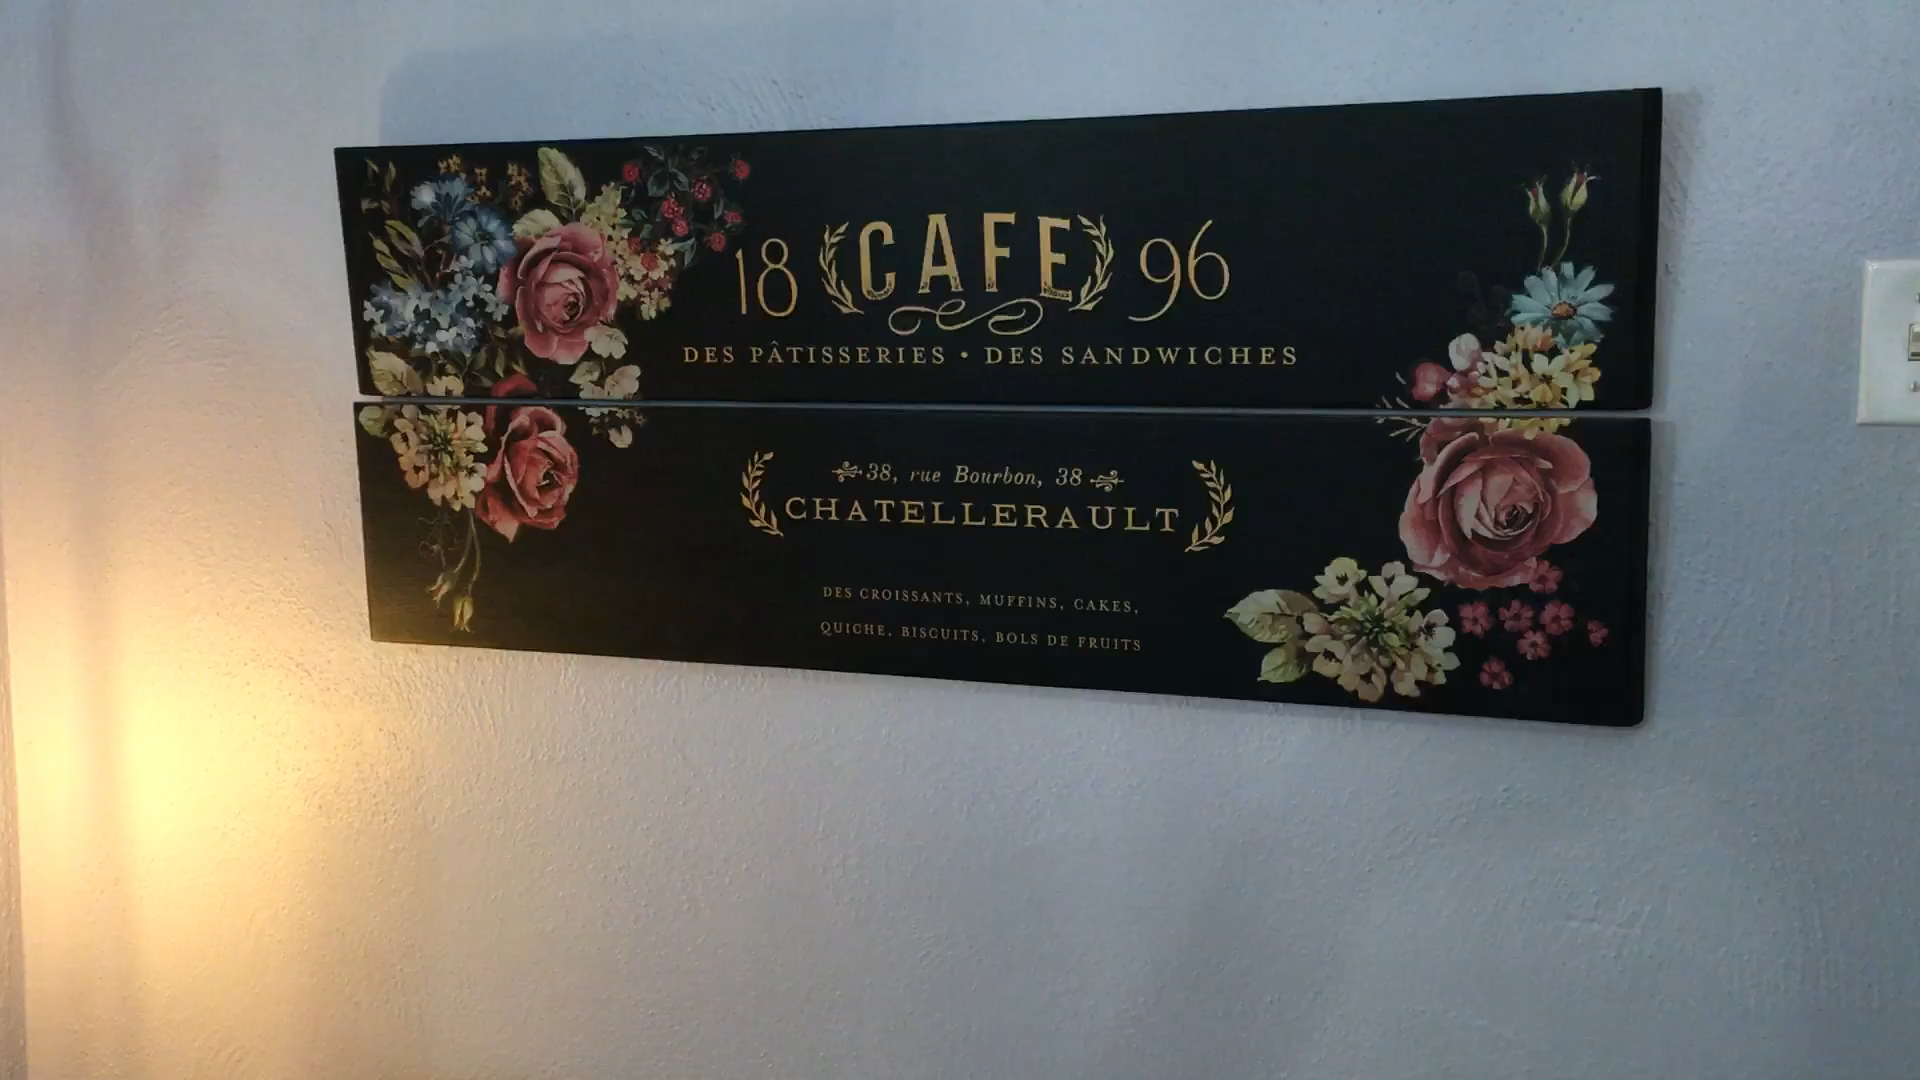 18 CAFE 96
DES PÂTISSERIES • DES SANDWICHES
38, rue Bourbon, 38
CHATELLERAULT
DES CROISSANTS, MUFFINS, CAKES,
QUICHE, BISCUITS, BOLS DE FRUITS